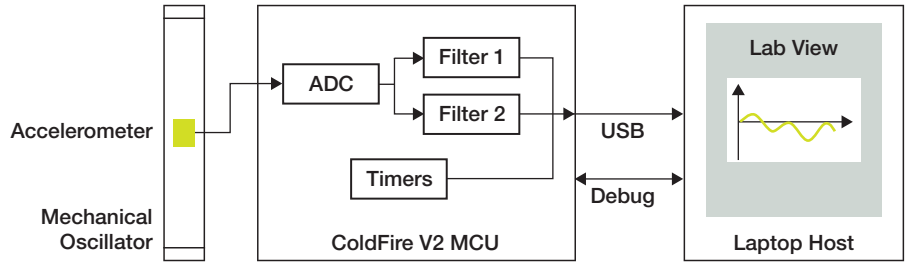 Accelerometer
Mechanical
Oscillator
ADC
Filter 1
Filter 2
Timers
ColdFire V2 MCU
USB
Debug
Lab View
Laptop Host